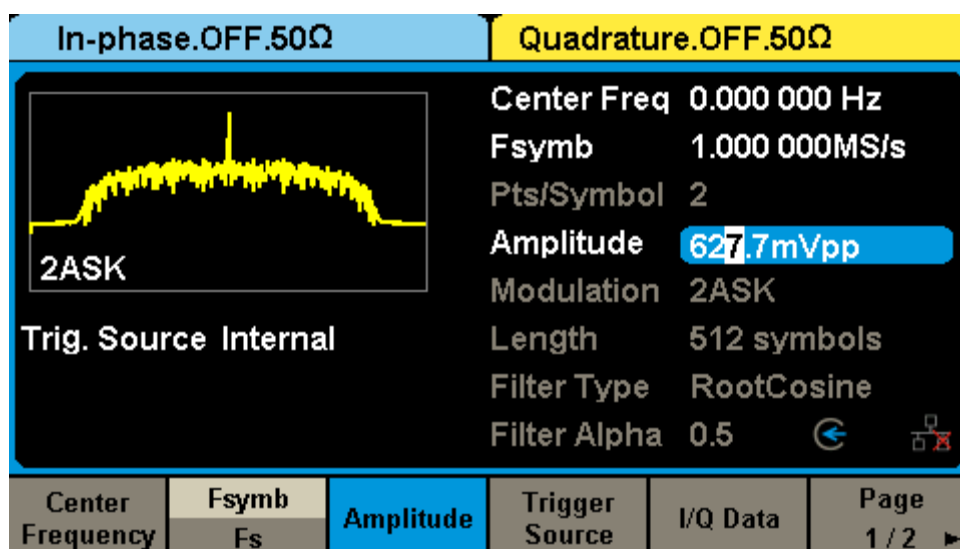 In-phase.OFF.50Ω
Quadrature.OFF.50Ω
2ASK
Trig. Source Internal
Center Freq 0.000 000 Hz
Fsymb 1.000 000MS/s
Pts/Symbol 2
Amplitude 627.7mVpp
Modulation 2ASK
Length 512 symbols
Filter Type RootCosine
Filter Alpha 0.5
Center
Frequency
Fsymb
Fs
Amplitude
Trigger
Source
I/Q Data
Page
1 / 2